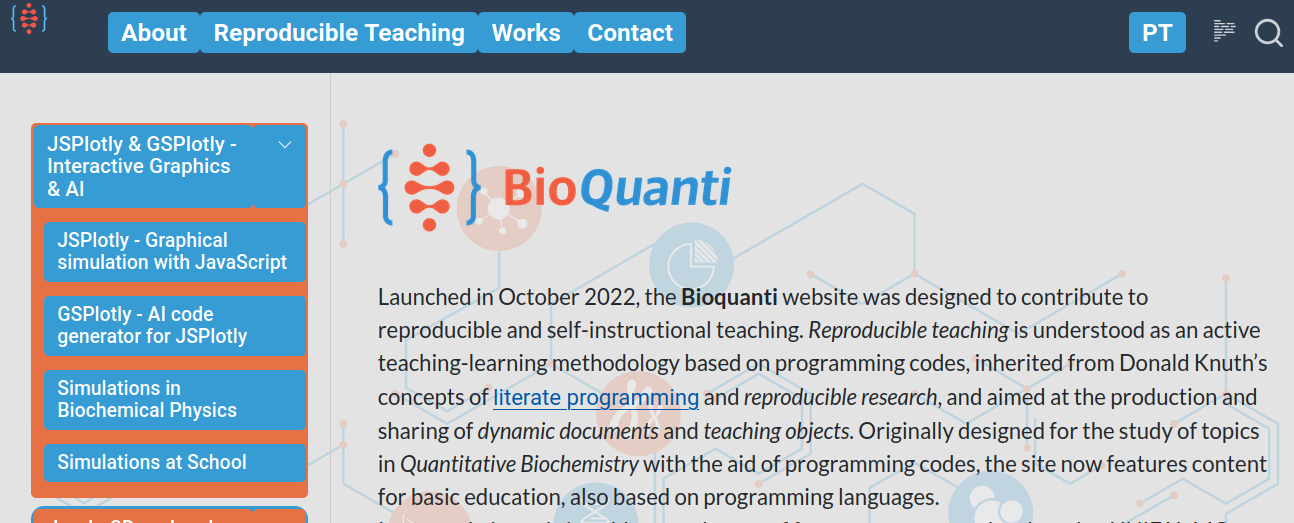 About
Reproducible Teaching
Works
Contact
PT
JSPlotly & GSPlotly -
Interactive Graphics
& AI
JSPlotly - Graphical
simulation with JavaScript
GSPlotly - AI code
generator for JSPlotly
Simulations in
Biochemical Physics
Simulations at School
{ } BioQuanti
Launched in October 2022, the Bioquanti website was designed to contribute to
reproducible and self-instructional teaching. Reproducible teaching is understood as an active
teaching-learning methodology based on programming codes, inherited from Donald Knuth’s
concepts of literate programming and reproducible research, and aimed at the production and
sharing of dynamic documents and teaching objects. Originally designed for the study of topics
in Quantitative Biochemistry with the aid of programming codes, the site now features content
for basic education, also based on programming languages.